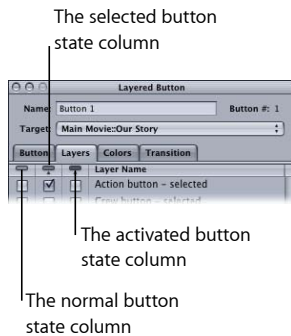 The selected button
state column
Layered Button
Name: Button 1 Button #: 1
Target: Main Movie::Our Story
Button Layers Colors Transition
Layer Name
Action button – selected
Crew button – selected
The activated button
state column
The normal button
state column